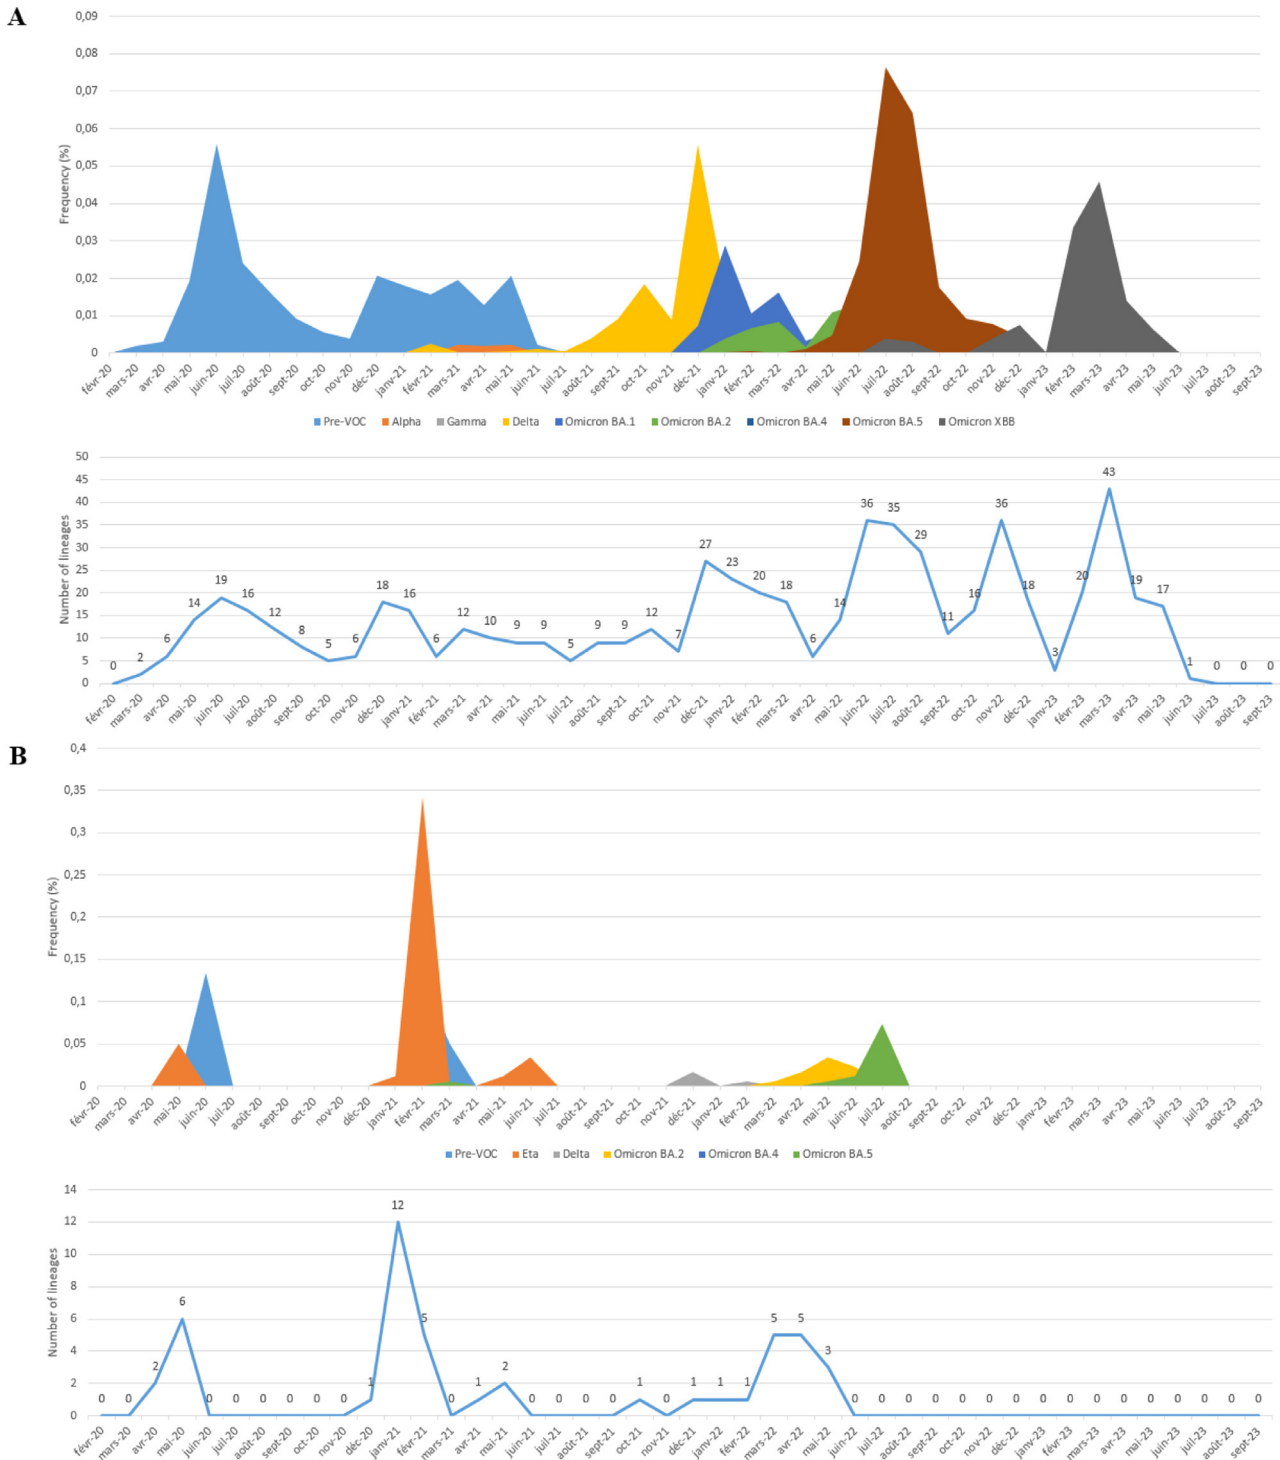 A
0,09
0,08
0,07
0,06
0,05
0,04
0,03
0,02
0,01
0
Frequency (%)
févr-20 mars-20 avr-20 mai-20 juin-20 juil-20 août-20 sept-20 oct-20 nov-20 déc-20 janv-21 févr-21 mars-21 avr-21 mai-21 juin-21 juil-21 août-21 sept-21 oct-21 nov-21 déc-21 janv-22 févr-22 mars-22 avr-22 mai-22 juin-22 juil-22 août-22 sept-22 oct-22 nov-22 déc-22 janv-23 févr-23 mars-23 avr-23 mai-23 juin-23 juil-23 août-23 sept-23
Pre-VOC Alpha Gamma Delta Omicron BA.1 Omicron BA.2 Omicron BA.4 Omicron BA.5 Omicron XBB
50
45
40
35
30
25
20
15
10
5
0
Number of lineages
0 2 6 14 19 16 12 8 5 6 18 16 6 12 10 9 9 5 9 9 12 7 27 23 20 18 6 14 36 35 29 11 16 36 18 3 20 43 19 17 1 0 0 0
févr-20 mars-20 avr-20 mai-20 juin-20 juil-20 août-20 sept-20 oct-20 nov-20 déc-20 janv-21 févr-21 mars-21 avr-21 mai-21 juin-21 juil-21 août-21 sept-21 oct-21 nov-21 déc-21 janv-22 févr-22 mars-22 avr-22 mai-22 juin-22 juil-22 août-22 sept-22 oct-22 nov-22 déc-22 janv-23 févr-23 mars-23 avr-23 mai-23 juin-23 juil-23 août-23 sept-23
B
0,4
0,35
0,3
0,25
0,2
0,15
0,1
0,05
0
Frequency (%)
févr-20 mars-20 avr-20 mai-20 juin-20 juil-20 août-20 sept-20 oct-20 nov-20 déc-20 janv-21 févr-21 mars-21 avr-21 mai-21 juin-21 juil-21 août-21 sept-21 oct-21 nov-21 déc-21 janv-22 févr-22 mars-22 avr-22 mai-22 juin-22 juil-22 août-22 sept-22 oct-22 nov-22 déc-22 janv-23 févr-23 mars-23 avr-23 mai-23 juin-23 juil-23 août-23 sept-23
Pre-VOC Eta Delta Omicron BA.2 Omicron BA.4 Omicron BA.5
14
12
10
8
6
4
2
0
Number of lineages
0 0 2 6 0 0 0 0 0 0 1 12 5 0 1 2 0 0 0 0 1 0 1 1 1 5 5 3 0 0 0 0 0 0 0 0 0 0 0 0 0 0 0 0
févr-20 mars-20 avr-20 mai-20 juin-20 juil-20 août-20 sept-20 oct-20 nov-20 déc-20 janv-21 févr-21 mars-21 avr-21 mai-21 juin-21 juil-21 août-21 sept-21 oct-21 nov-21 déc-21 janv-22 févr-22 mars-22 avr-22 mai-22 juin-22 juil-22 août-22 sept-22 oct-22 nov-22 déc-22 janv-23 févr-23 mars-23 avr-23 mai-23 juin-23 juil-23 août-23 sept-23